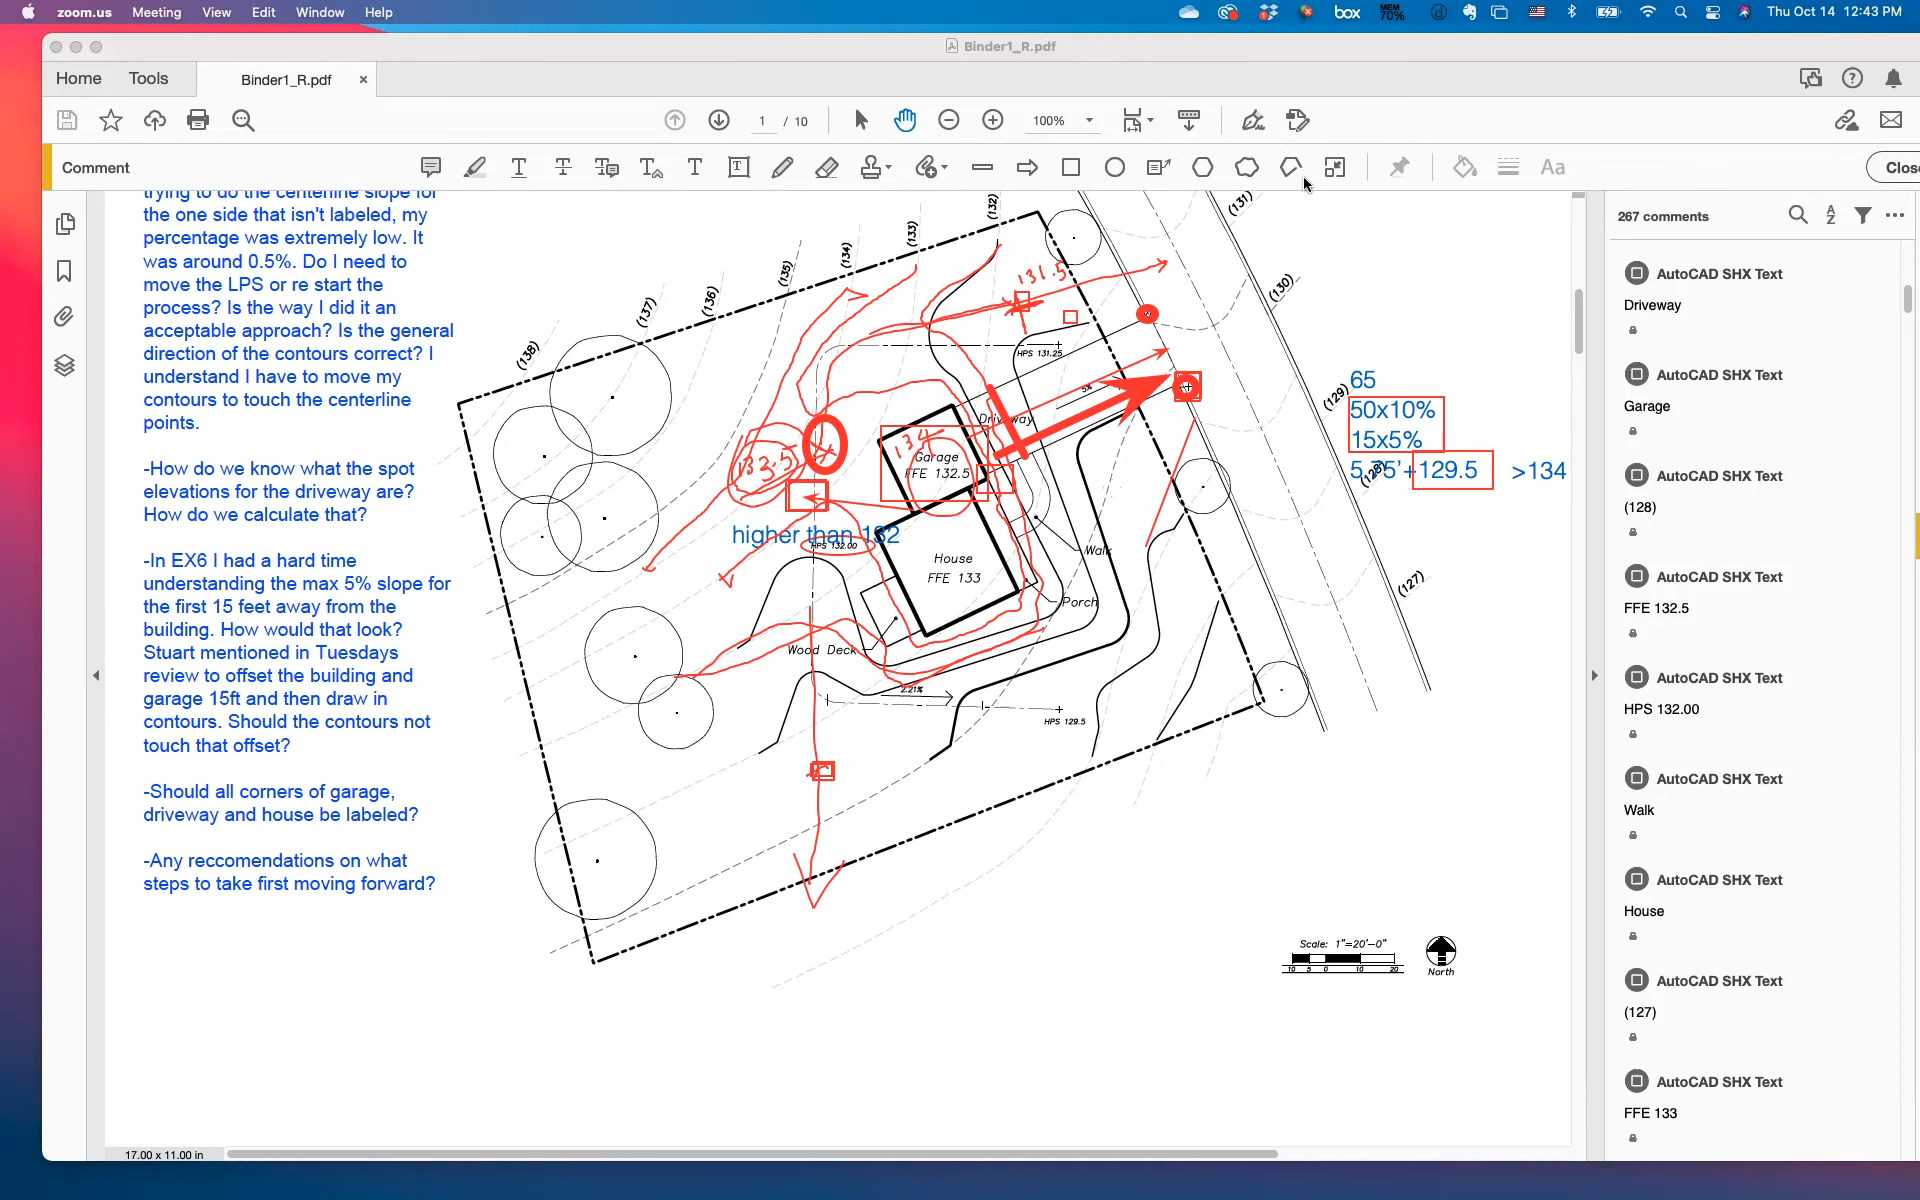 zoom.us Meeting View Edit Window Help
box MEM 70% Thu Oct 14 12:43 PM
Binder1_R.pdf
Home Tools Binder1_R.pdf ×
1 / 10 100%
Comment
Aa Clos
trying to do the centerline slope for
the one side that isn't labeled, my
percentage was extremely low. It
was around 0.5%. Do I need to
move the LPS or re start the
process? Is the way I did it an
acceptable approach? Is the general
direction of the contours correct? I
understand I have to move my
contours to touch the centerline
points.
-How do we know what the spot
elevations for the driveway are?
How do we calculate that?
-In EX6 I had a hard time
understanding the max 5% slope for
the first 15 feet away from the
building. How would that look?
Stuart mentioned in Tuesdays
review to offset the building and
garage 15ft and then draw in
contours. Should the contours not
touch that offset?
-Should all corners of garage,
driveway and house be labeled?
-Any reccomendations on what
steps to take first moving forward?
(138)
(137)
(136)
(135)
(134)
(133)
(132)
(131)
(130)
(129)
(128)
(127)
131.5
HPS 131.25
5%
Driveway
133.5
134
Garage
FFE 132.5
higher than 132
HPS 132.00
House
FFE 133
Walk
Porch
Wood Deck
2.21%
HPS 129.5
65
50x10%
15x5%
5.75'+129.5 >134
Scale: 1"=20'-0"
10 5 0 10 20
North
17.00 x 11.00 in
267 comments
AutoCAD SHX Text
Driveway
AutoCAD SHX Text
Garage
AutoCAD SHX Text
(128)
AutoCAD SHX Text
FFE 132.5
AutoCAD SHX Text
HPS 132.00
AutoCAD SHX Text
Walk
AutoCAD SHX Text
House
AutoCAD SHX Text
(127)
AutoCAD SHX Text
FFE 133